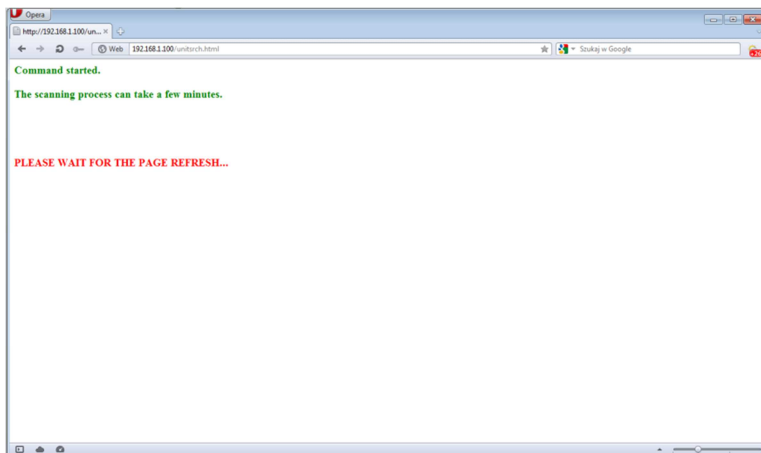 Opera
http://192.168.1.100/un...
Web 192.168.1.100/unitsrch.html
Szukaj w Google
Command started.
The scanning process can take a few minutes.
PLEASE WAIT FOR THE PAGE REFRESH...